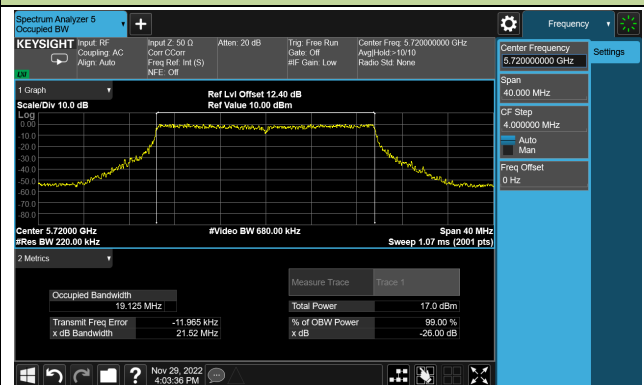 Spectrum Analyzer 5
Occupied BW
Frequency
KEYSIGHT
Input: RF
Coupling: AC
Align: Auto
Input Z: 50 Ω
Corr CCorr
Freq Ref: Int (S)
NFE: Off
Atten: 20 dB
Trig: Free Run
Gate: Off
#IF Gain: Low
Center Freq: 5.720000000 GHz
Avg|Hold:>10/10
Radio Std: None
LXI
Center Frequency
5.720000000 GHz
Settings
Span
40.000 MHz
CF Step
4.000000 MHz
Auto
Man
Freq Offset
0 Hz
1 Graph
Scale/Div 10.0 dB
Ref Lvl Offset 12.40 dB
Ref Value 10.00 dBm
Log
0.00
-10.0
-20.0
-30.0
-40.0
-50.0
-60.0
-70.0
-80.0
Center 5.72000 GHz
#Video BW 680.00 kHz
Span 40 MHz
#Res BW 220.00 kHz
Sweep 1.07 ms (2001 pts)
2 Metrics
Measure Trace
Trace 1
Occupied Bandwidth
19.125 MHz
Total Power
17.0 dBm
Transmit Freq Error
-11.965 kHz
% of OBW Power
99.00 %
x dB Bandwidth
21.52 MHz
x dB
-26.00 dB
?
Nov 29, 2022
4:03:36 PM